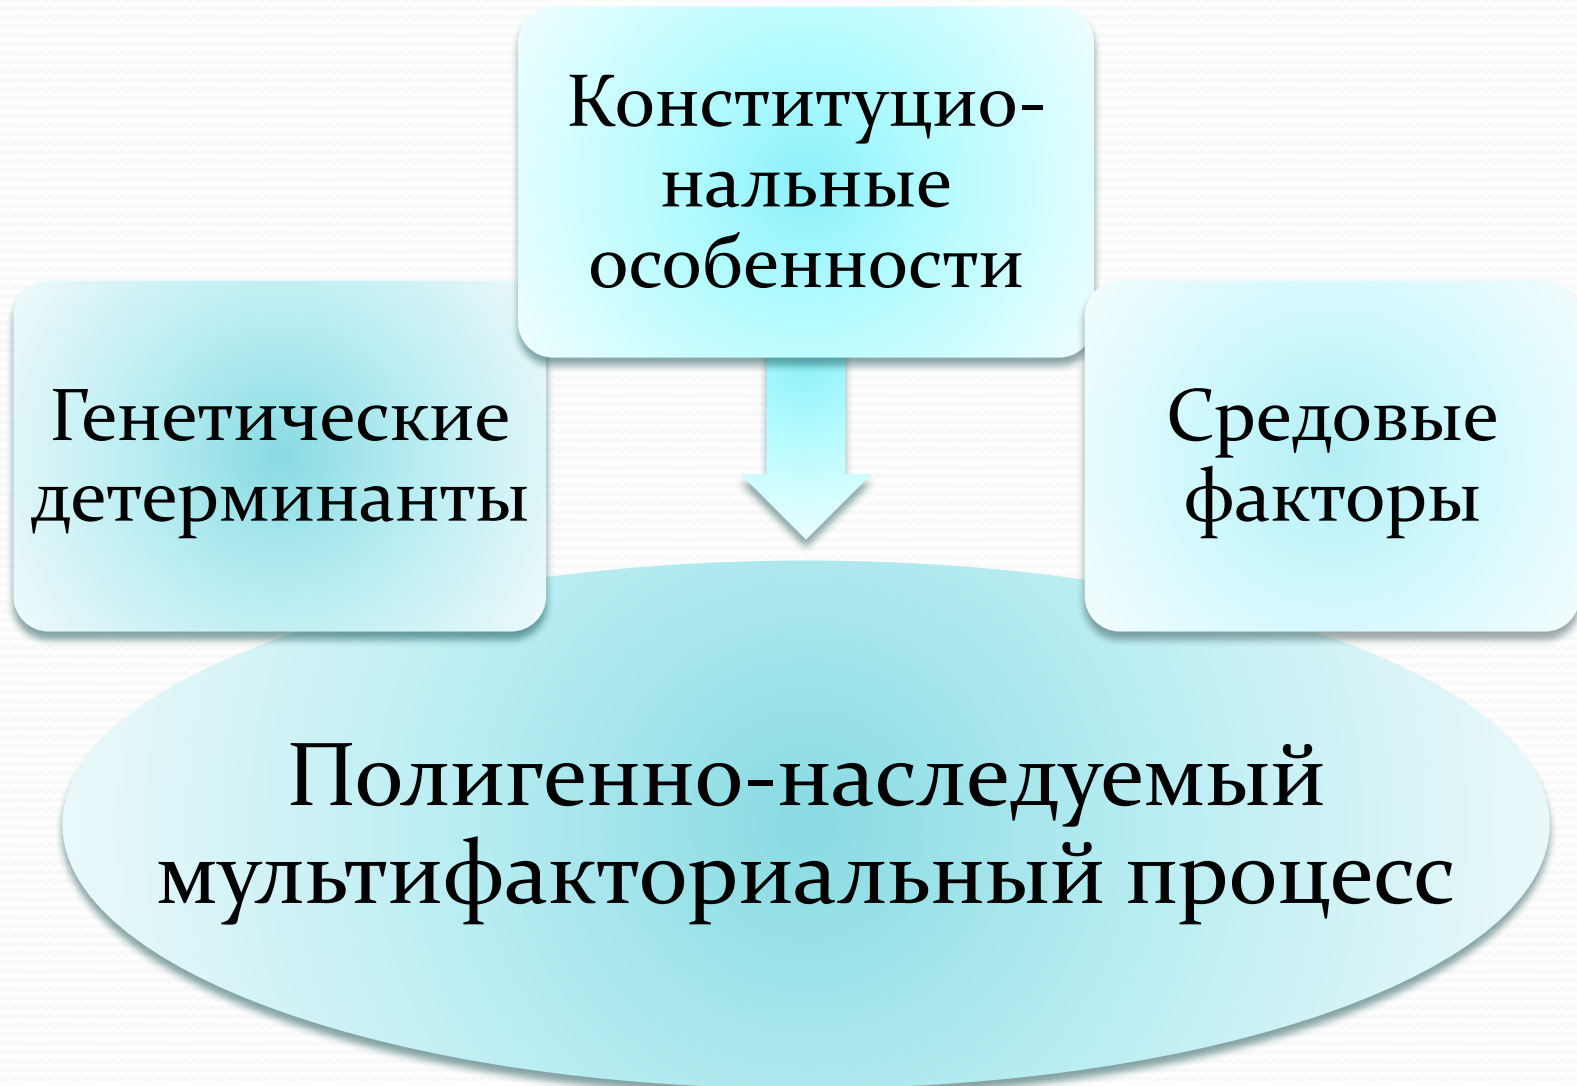 Конституцио-
нальные
особенности
Генетические
детерминанты
Средовые
факторы
Полигенно-наследуемый
мультифакториальный процесс